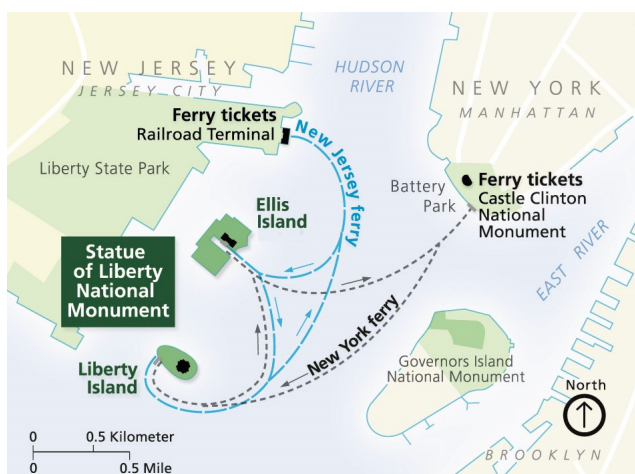 NEW JERSEY
JERSEY CITY
HUDSON
RIVER
NEW YORK
MANHATTAN
Ferry tickets
Railroad Terminal
New Jersey ferry
Liberty State Park
Battery
Park
Ferry tickets
Castle Clinton
National
Monument
Ellis
Island
EAST RIVER
Statue
of Liberty
National
Monument
New York ferry
Liberty
Island
Governors Island
National Monument
North
0 0.5 Kilometer
0 0.5 Mile
BROOKLYN